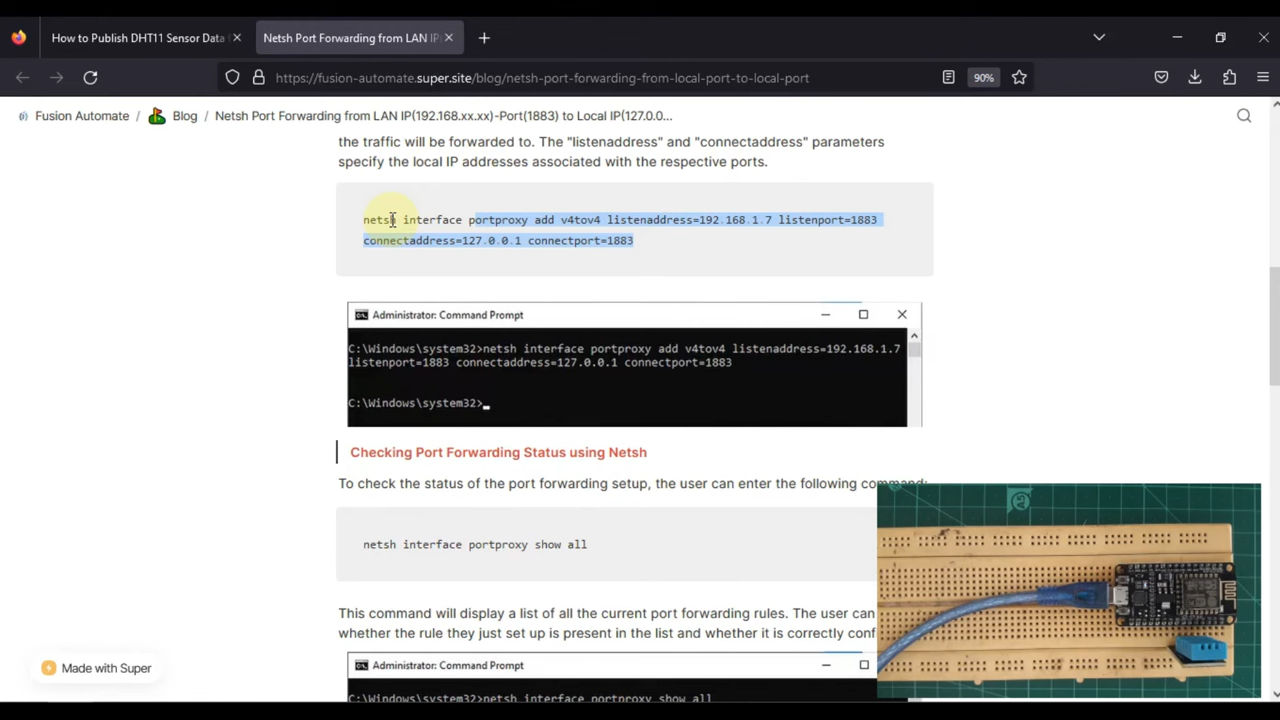 How to Publish DHT11 Sensor Data
Netsh Port Forwarding from LAN IP
https://fusion-automate.super.site/blog/netsh-port-forwarding-from-local-port-to-local-port
90%
Fusion Automate / Blog / Netsh Port Forwarding from LAN IP(192.168.xx.xx)-Port(1883) to Local IP(127.0.0...
the traffic will be forwarded to. The "listenaddress" and "connectaddress" parameters
specify the local IP addresses associated with the respective ports.
netsh interface portproxy add v4tov4 listenaddress=192.168.1.7 listenport=1883
connectaddress=127.0.0.1 connectport=1883
Administrator: Command Prompt
C:\Windows\system32>netsh interface portproxy add v4tov4 listenaddress=192.168.1.7
listenport=1883 connectaddress=127.0.0.1 connectport=1883
C:\Windows\system32>
Checking Port Forwarding Status using Netsh
To check the status of the port forwarding setup, the user can enter the following command:
netsh interface portproxy show all
This command will display a list of all the current port forwarding rules. The user can
whether the rule they just set up is present in the list and whether it is correctly conf
Administrator: Command Prompt
C:\Windows\system32>netsh interface portproxy show all
Made with Super
A5